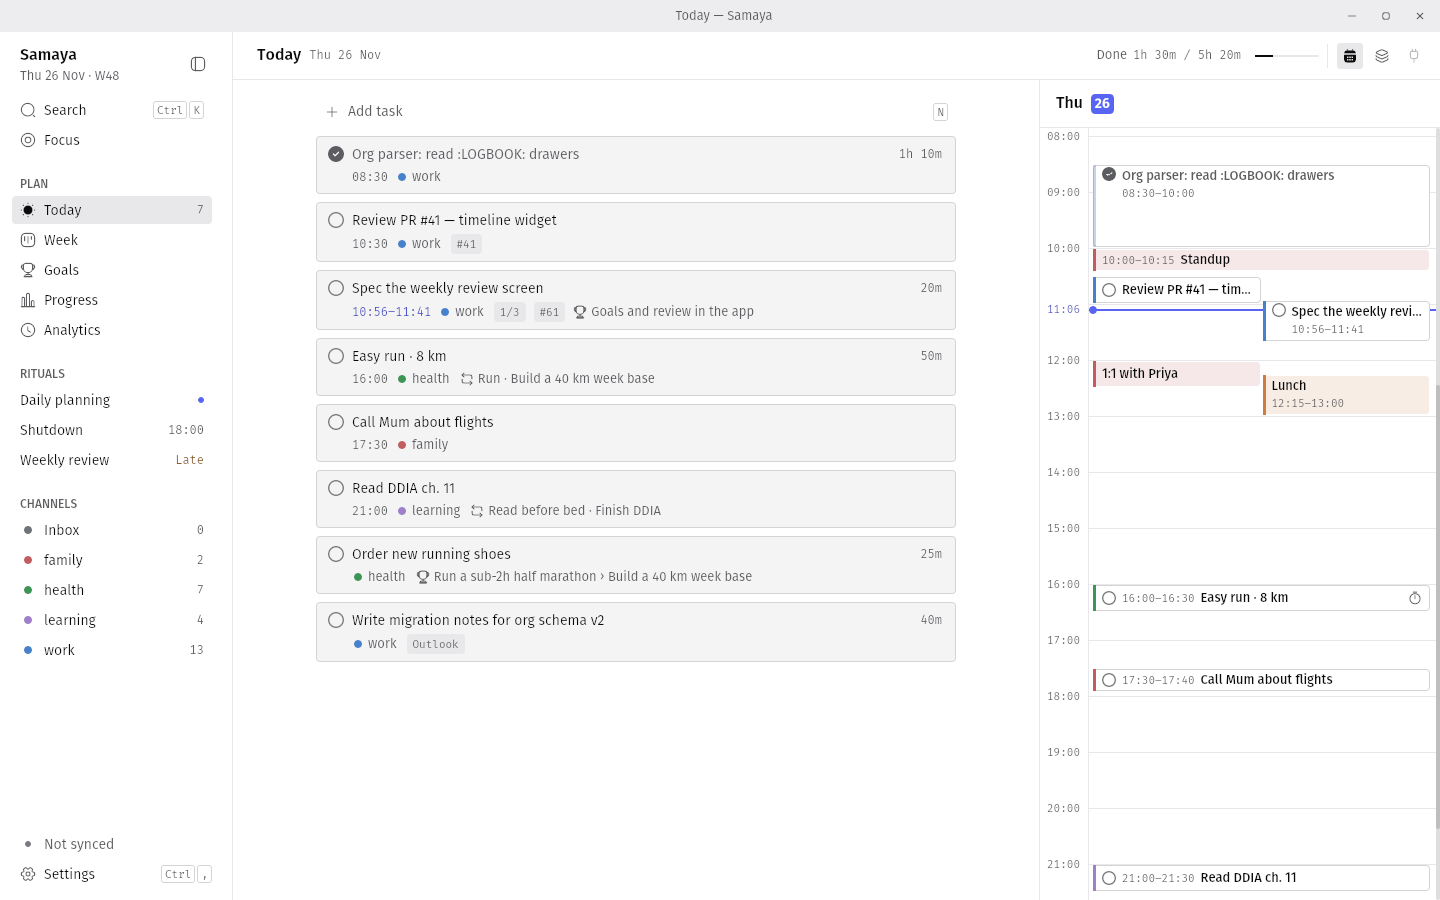 Today — Samaya
Samaya
Thu 26 Nov · W48
Search Ctrl K
Focus
PLAN
Today 7
Week
Goals
Progress
Analytics
RITUALS
Daily planning
Shutdown 18:00
Weekly review Late
CHANNELS
Inbox 0
family 2
health 7
learning 4
work 13
Not synced
Settings Ctrl ,
Today Thu 26 Nov
Done 1h 30m / 5h 20m
Add task N
Org parser: read :LOGBOOK: drawers 1h 10m
08:30 work
Review PR #41 — timeline widget
10:30 work #41
Spec the weekly review screen 20m
10:56–11:41 work 1/3 #61 Goals and review in the app
Easy run · 8 km 50m
16:00 health Run · Build a 40 km week base
Call Mum about flights
17:30 family
Read DDIA ch. 11
21:00 learning Read before bed · Finish DDIA
Order new running shoes 25m
health Run a sub-2h half marathon › Build a 40 km week base
Write migration notes for org schema v2 40m
work Outlook
Thu 26
08:00
Org parser: read :LOGBOOK: drawers
08:30–10:00
09:00
10:00
10:00–10:15 Standup
Review PR #41 — tim…
11:06
Spec the weekly revi…
10:56–11:41
12:00
1:1 with Priya
Lunch
12:15–13:00
13:00
14:00
15:00
16:00
16:00–16:30 Easy run · 8 km
17:00
17:30–17:40 Call Mum about flights
18:00
19:00
20:00
21:00
21:00–21:30 Read DDIA ch. 11